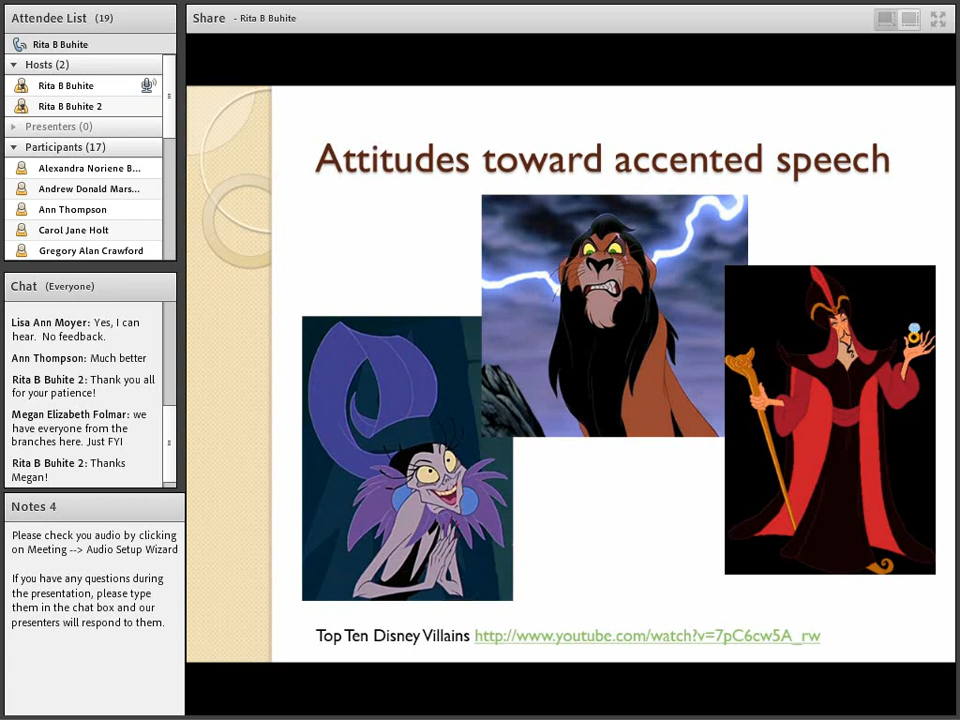 Attendee List (19)
Rita B Buhite
Hosts (2)
Rita B Buhite
Rita B Buhite 2
Presenters (0)
Participants (17)
Alexandra Noriene B...
Andrew Donald Mars...
Ann Thompson
Carol Jane Holt
Gregory Alan Crawford
Chat (Everyone)
Lisa Ann Moyer: Yes, I can
hear. No feedback.
Ann Thompson: Much better
Rita B Buhite 2: Thank you all
for your patience!
Megan Elizabeth Folmar: we
have everyone from the
branches here. Just FYI
Rita B Buhite 2: Thanks
Megan!
Notes 4
Please check you audio by clicking
on Meeting --> Audio Setup Wizard
If you have any questions during
the presentation, please type
them in the chat box and our
presenters will respond to them.
Share - Rita B Buhite
Attitudes toward accented speech
Top Ten Disney Villains http://www.youtube.com/watch?v=7pC6cw5A_rw